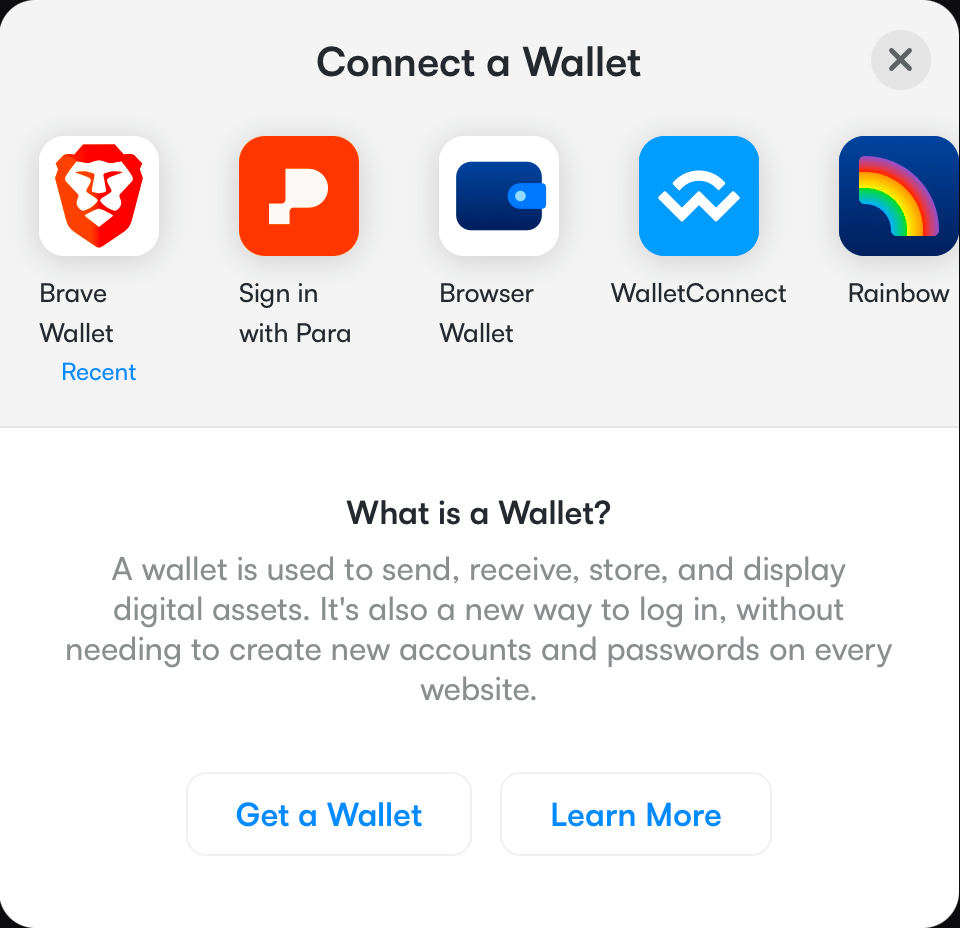 Connect a Wallet
Brave
Wallet
Recent
Sign in
with Para
Browser
Wallet
WalletConnect
Rainbow
What is a Wallet?
A wallet is used to send, receive, store, and display
digital assets. It's also a new way to log in, without
needing to create new accounts and passwords on every
website.
Get a Wallet
Learn More